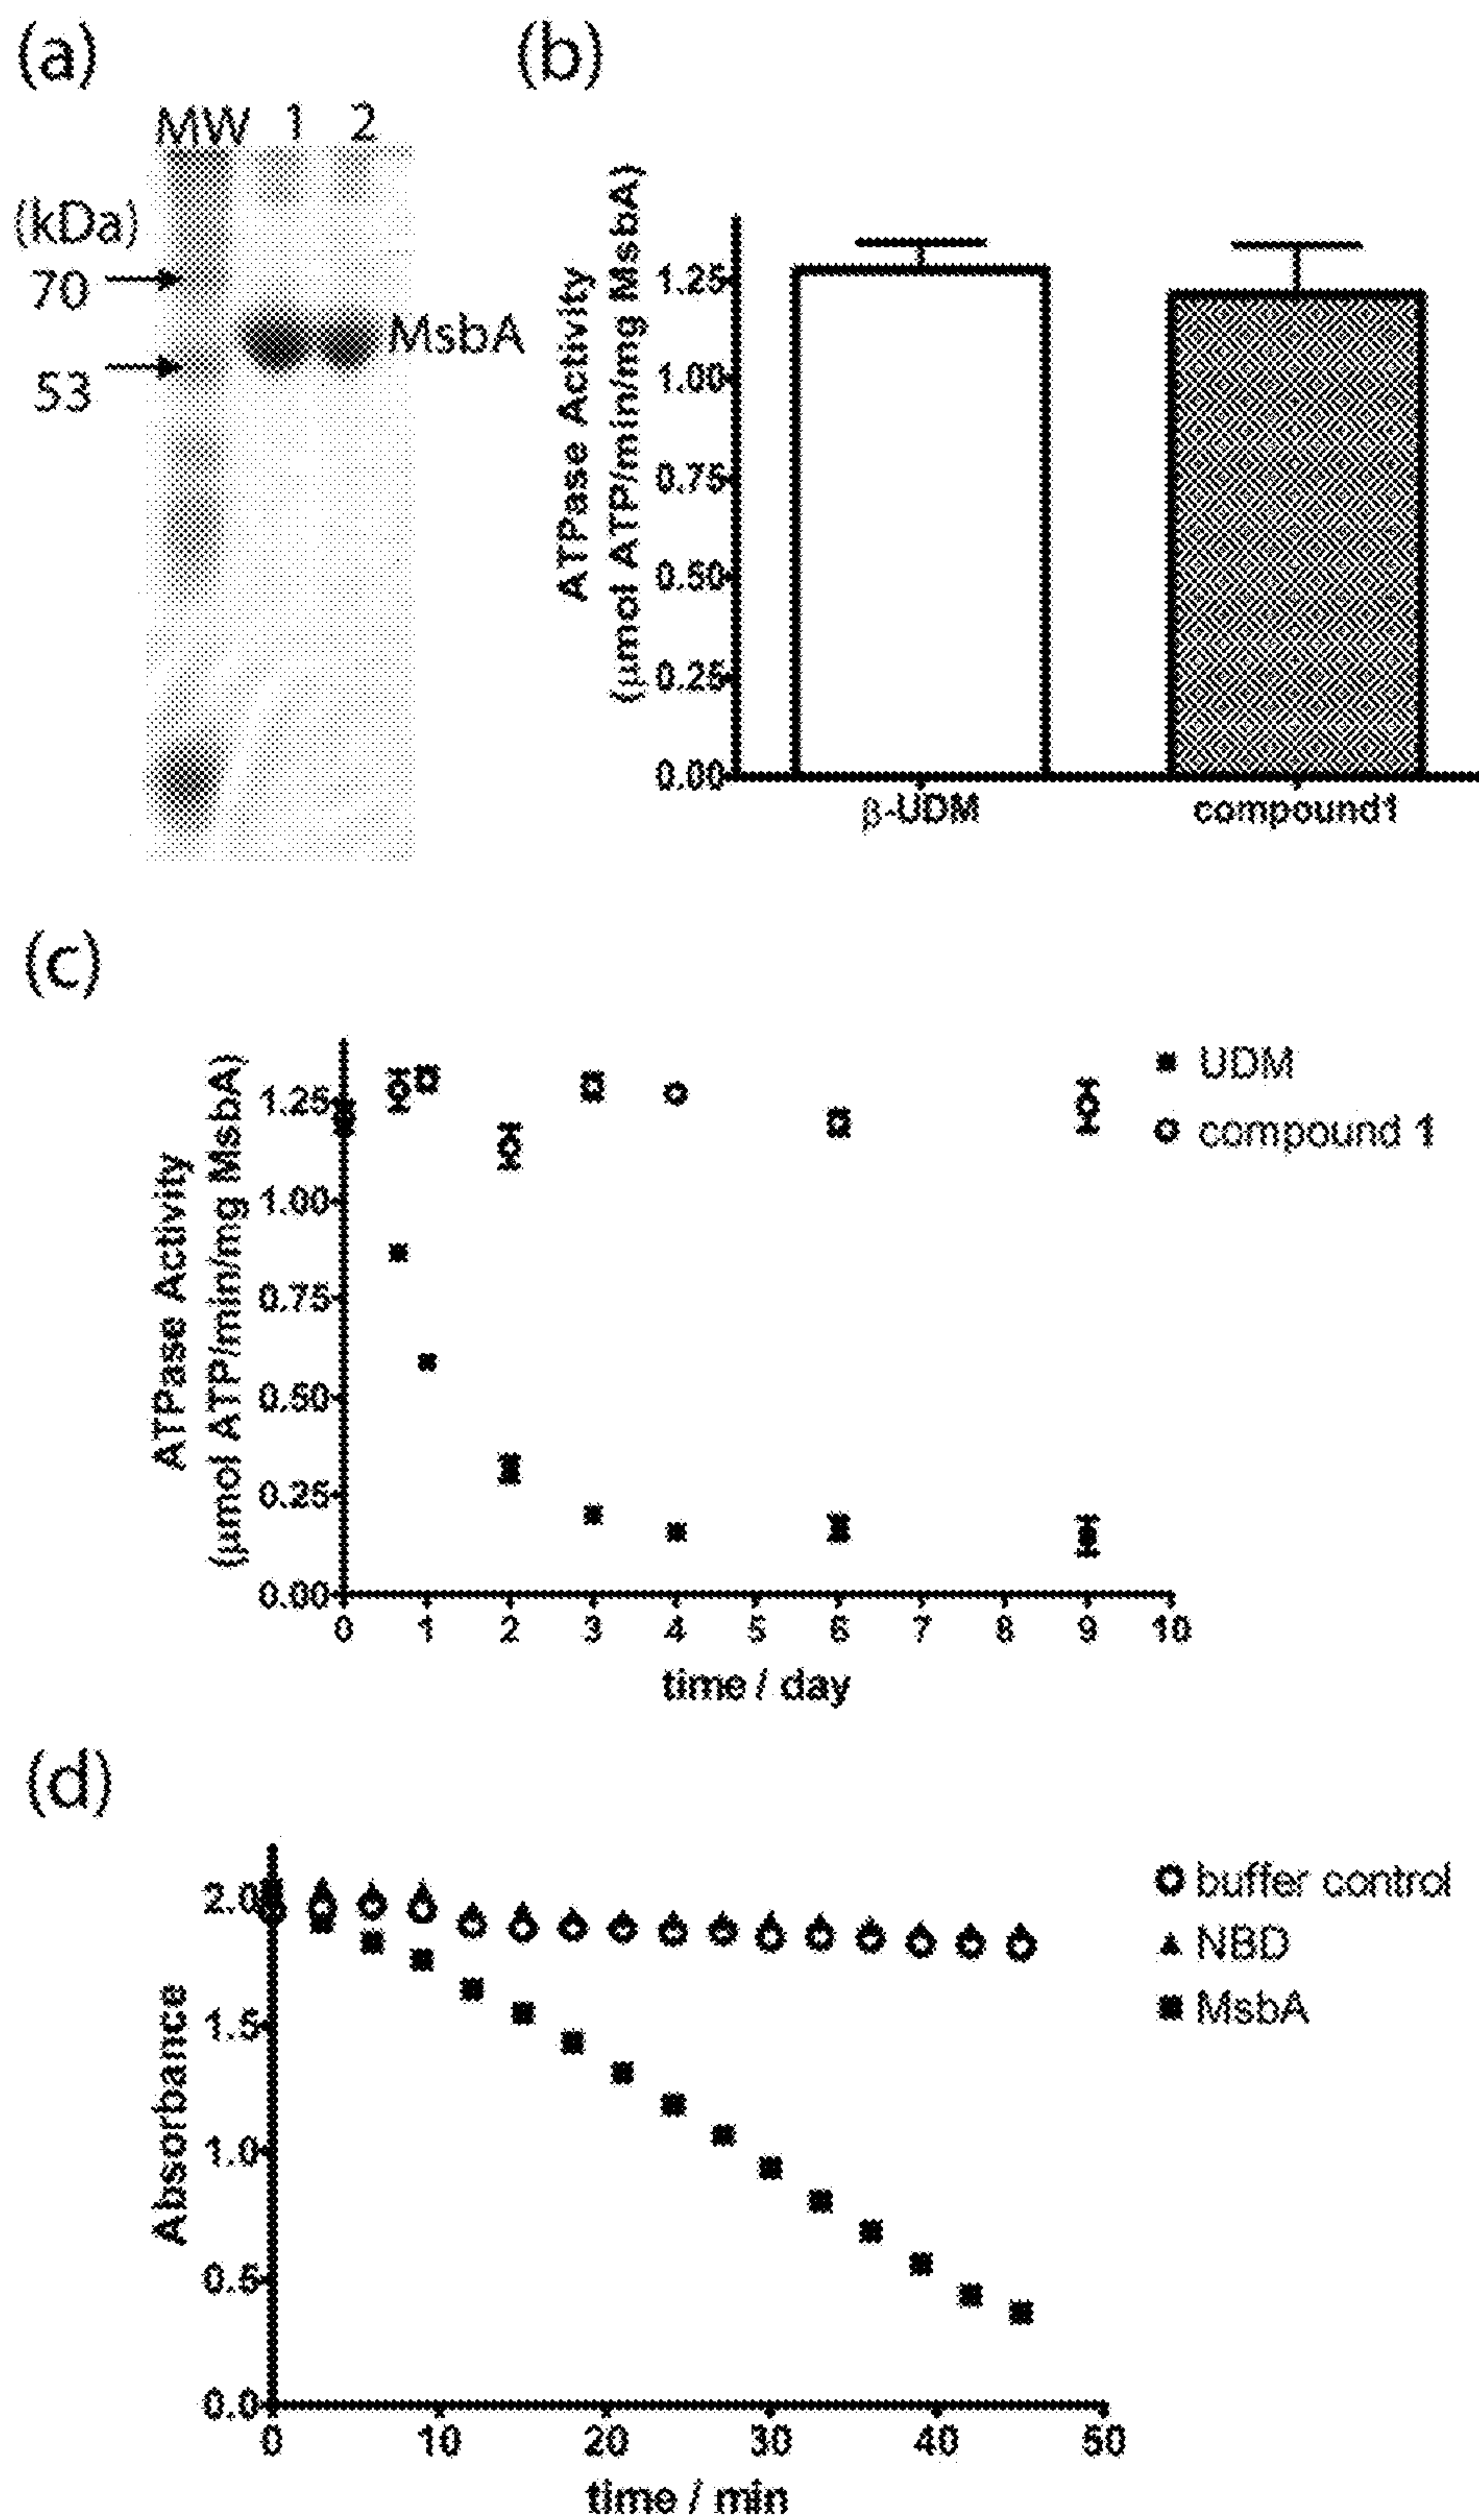 (a)
MW 1 2
(kDa)
70
MsbA
53
(b)
ATPase Activity
(μmol ATP/min/mg MsbA)
1.25
1.00
0.75
0.50
0.25
0.00
β-UDM
compound1
(c)
ATPase Activity
(μmol ATP/min/mg MsbA)
1.25
1.00
0.75
0.50
0.25
0.00
0 1 2 3 4 5 6 7 8 9 10
time / day
UDM
compound 1
(d)
Absorbance
2.0
1.5
1.0
0.5
0.0
0 10 20 30 40 50
time / min
buffer control
NBD
MsbA